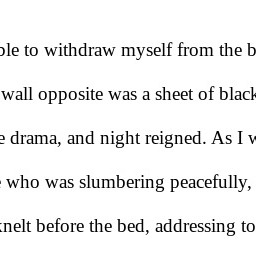 ble to withdraw myself from the b
wall opposite was a sheet of black
e drama, and night reigned. As I w
who was slumbering peacefully,
knelt before the bed, addressing to